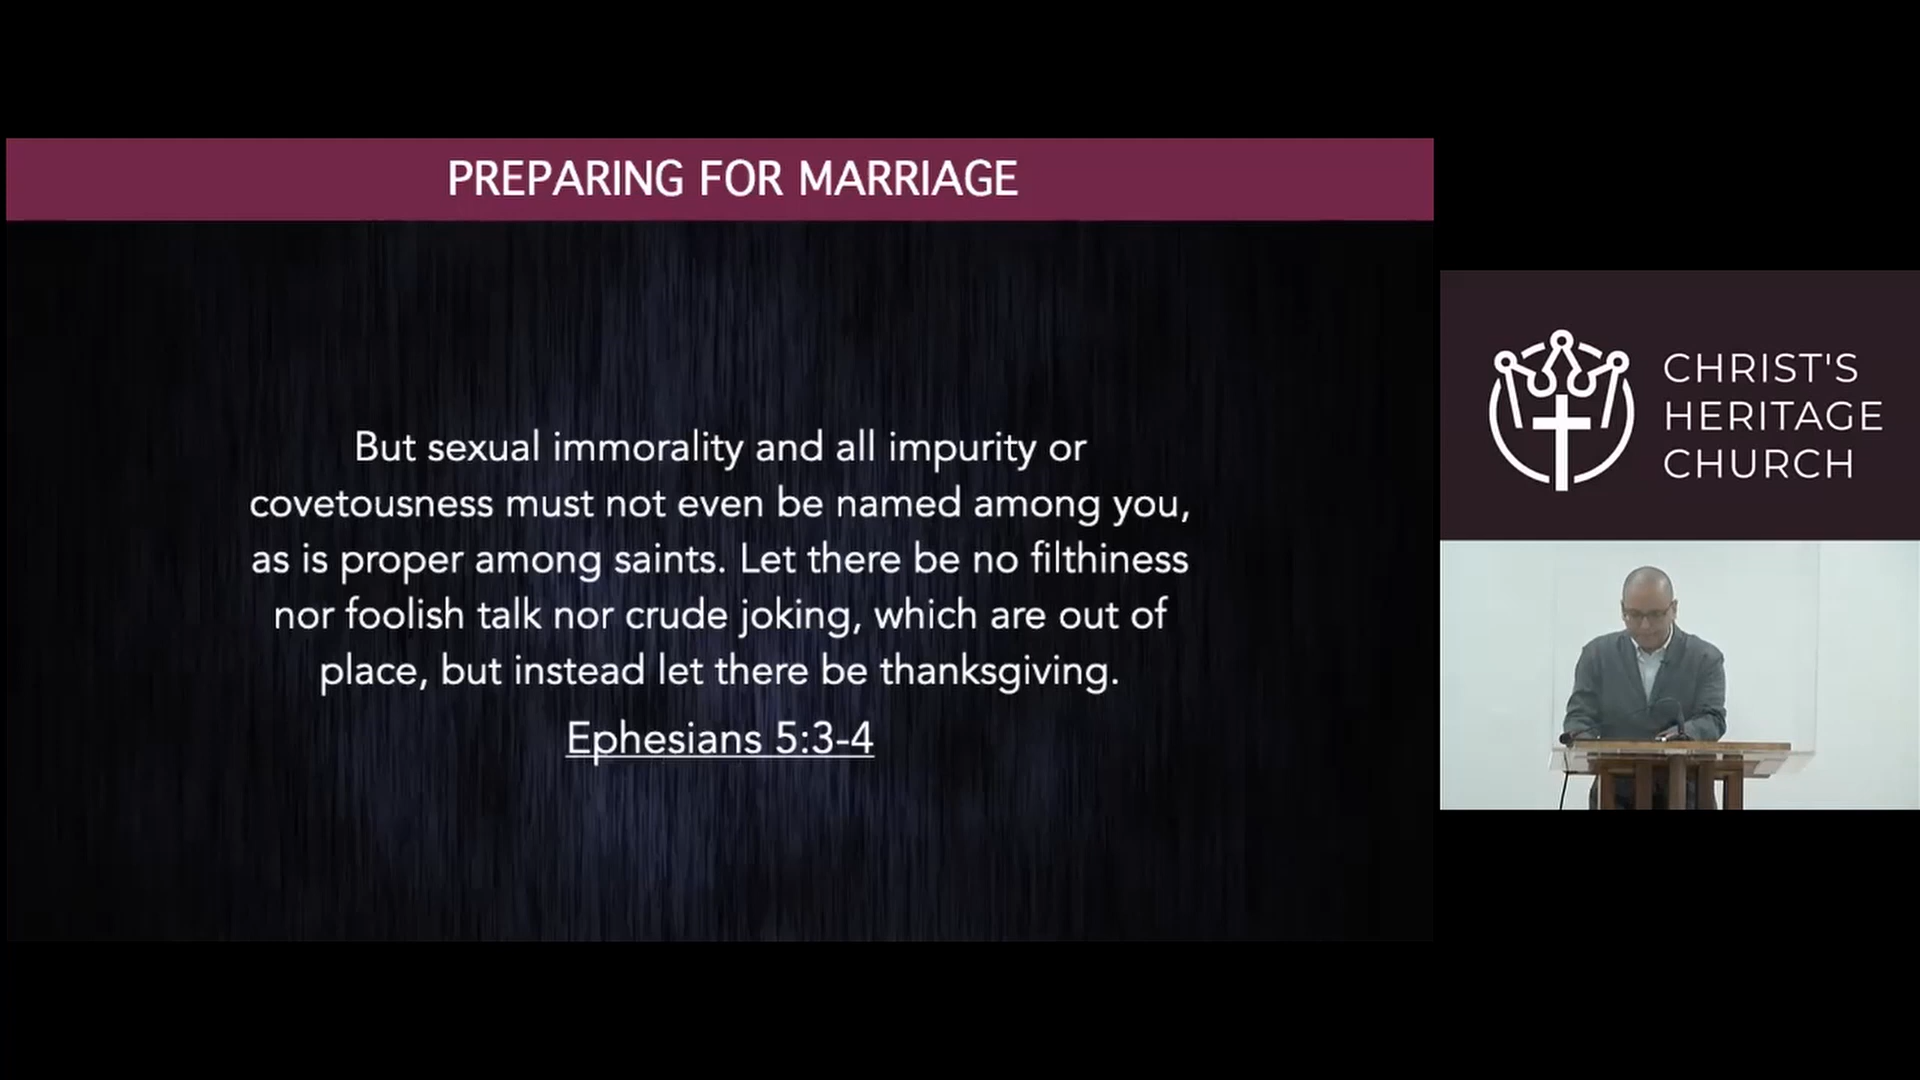 PREPARING FOR MARRIAGE
But sexual immorality and all impurity or
covetousness must not even be named among you,
as is proper among saints. Let there be no filthiness
nor foolish talk nor crude joking, which are out of
place, but instead let there be thanksgiving.
Ephesians 5:3-4
CHRIST'S
HERITAGE
CHURCH